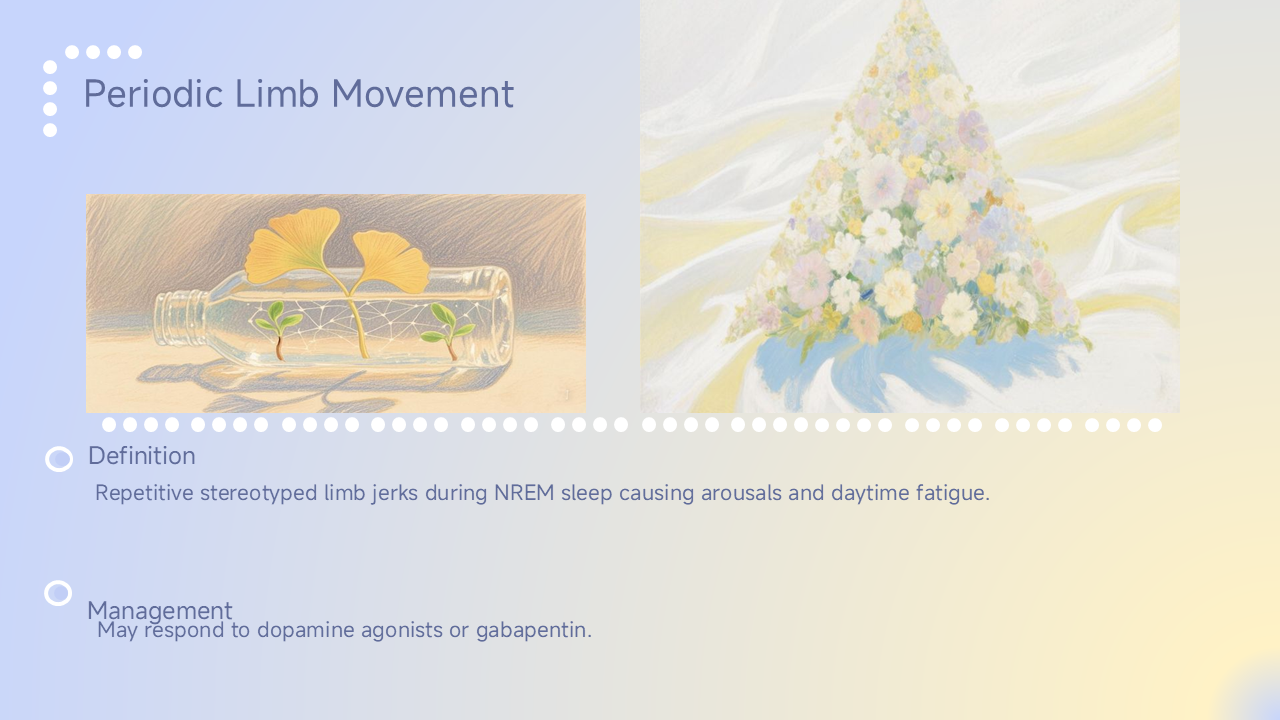 Periodic Limb Movement
Definition
Repetitive stereotyped limb jerks during NREM sleep causing arousals and daytime fatigue.
Management
May respond to dopamine agonists or gabapentin.